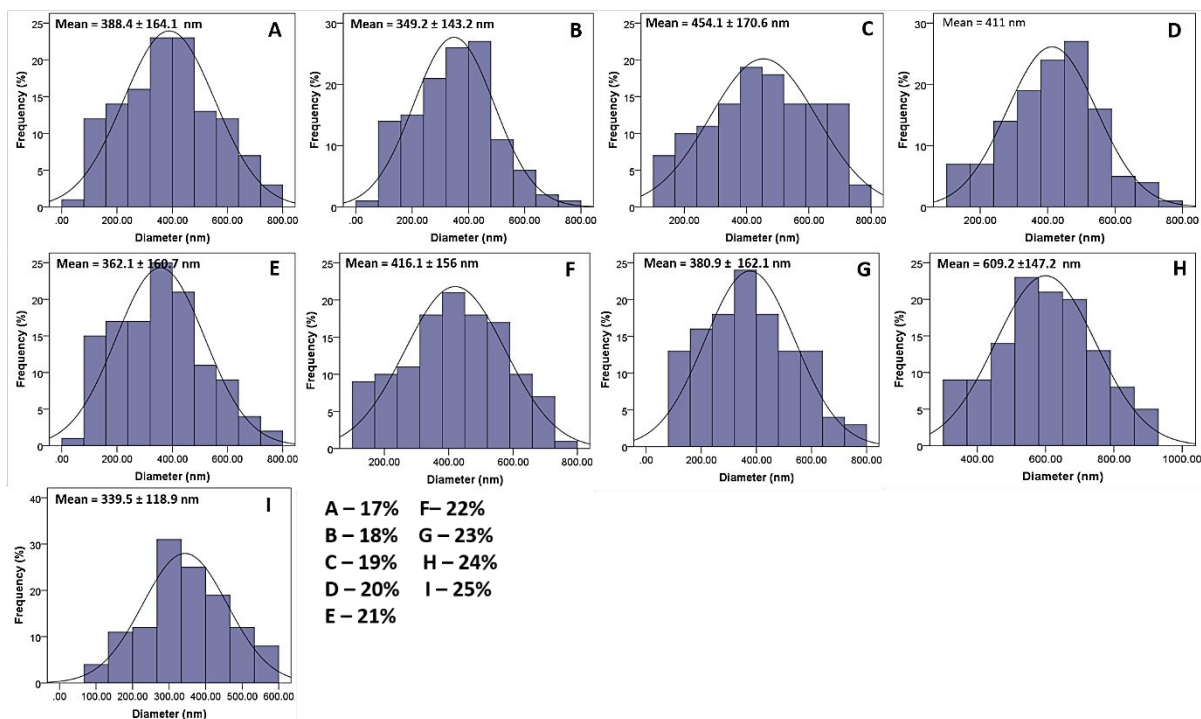 Mean = 388.4 ± 164.1 nm
A
Frequency (%)
25
20
15
10
5
0
.00 200.00 400.00 600.00 800.00
Diameter (nm)
Mean = 349.2 ± 143.2 nm
B
Frequency (%)
30
20
10
0
.00 200.00 400.00 600.00 800.00
Diameter (nm)
Mean = 454.1 ± 170.6 nm
C
Frequency (%)
25
20
15
10
5
0
200.00 400.00 600.00 800.00
Diameter (nm)
Mean = 411 nm
D
Frequency (%)
30
20
10
0
200.00 400.00 600.00 800.00
Diameter (nm)
Mean = 362.1 ± 160.7 nm
E
Frequency (%)
25
20
15
10
5
0
.00 200.00 400.00 600.00 800.00
Diameter (nm)
Mean = 416.1 ± 156 nm
F
Frequency (%)
25
20
15
10
5
0
200.00 400.00 600.00 800.00
Diameter (nm)
Mean = 380.9 ± 162.1 nm
G
Frequency (%)
25
20
15
10
5
0
.00 200.00 400.00 600.00 800.00
Diameter (nm)
Mean = 609.2 ±147.2 nm
H
Frequency (%)
25
20
15
10
5
0
400.00 600.00 800.00 1000.00
Diameter (nm)
Mean = 339.5 ± 118.9 nm
I
Frequency (%)
40
30
20
10
0
.00 100.00 200.00 300.00 400.00 500.00 600.00
Diameter (nm)
A – 17% F– 22%
B – 18% G – 23%
C – 19% H – 24%
D – 20% I – 25%
E – 21%